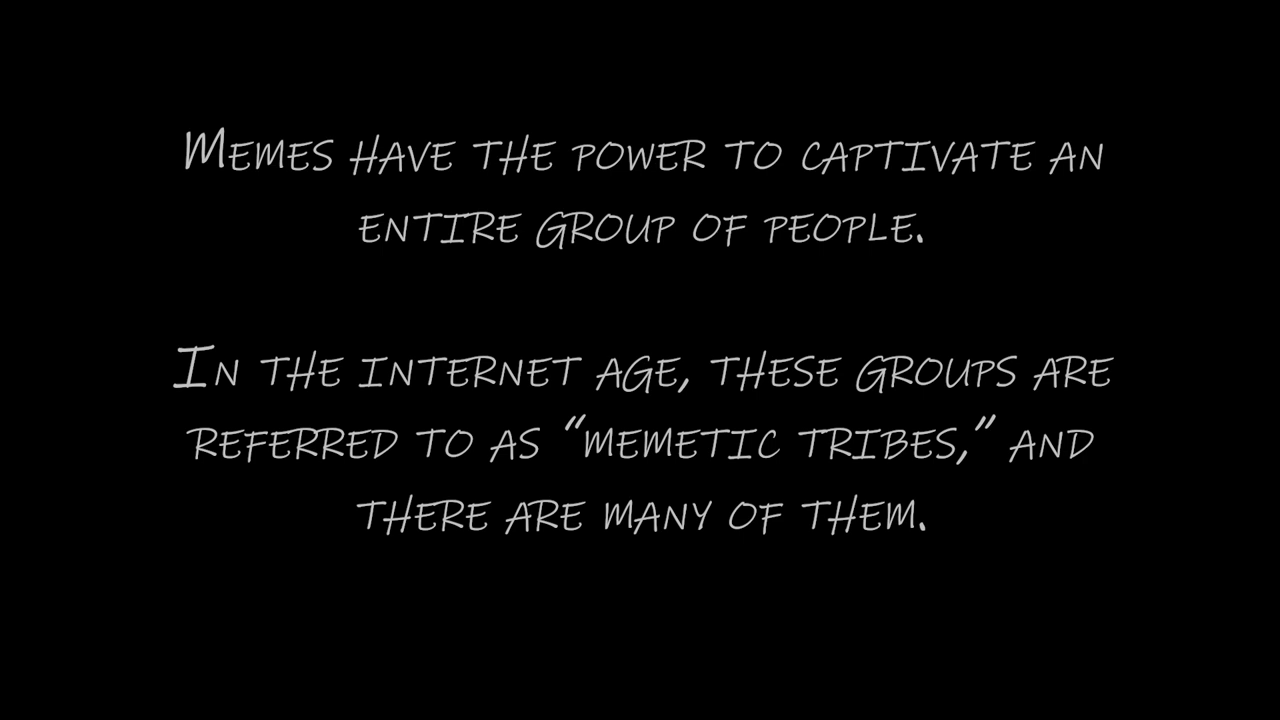 Memes have the power to captivate an
entire group of people.
In the internet age, these groups are
referred to as “memetic tribes,” and
there are many of them.